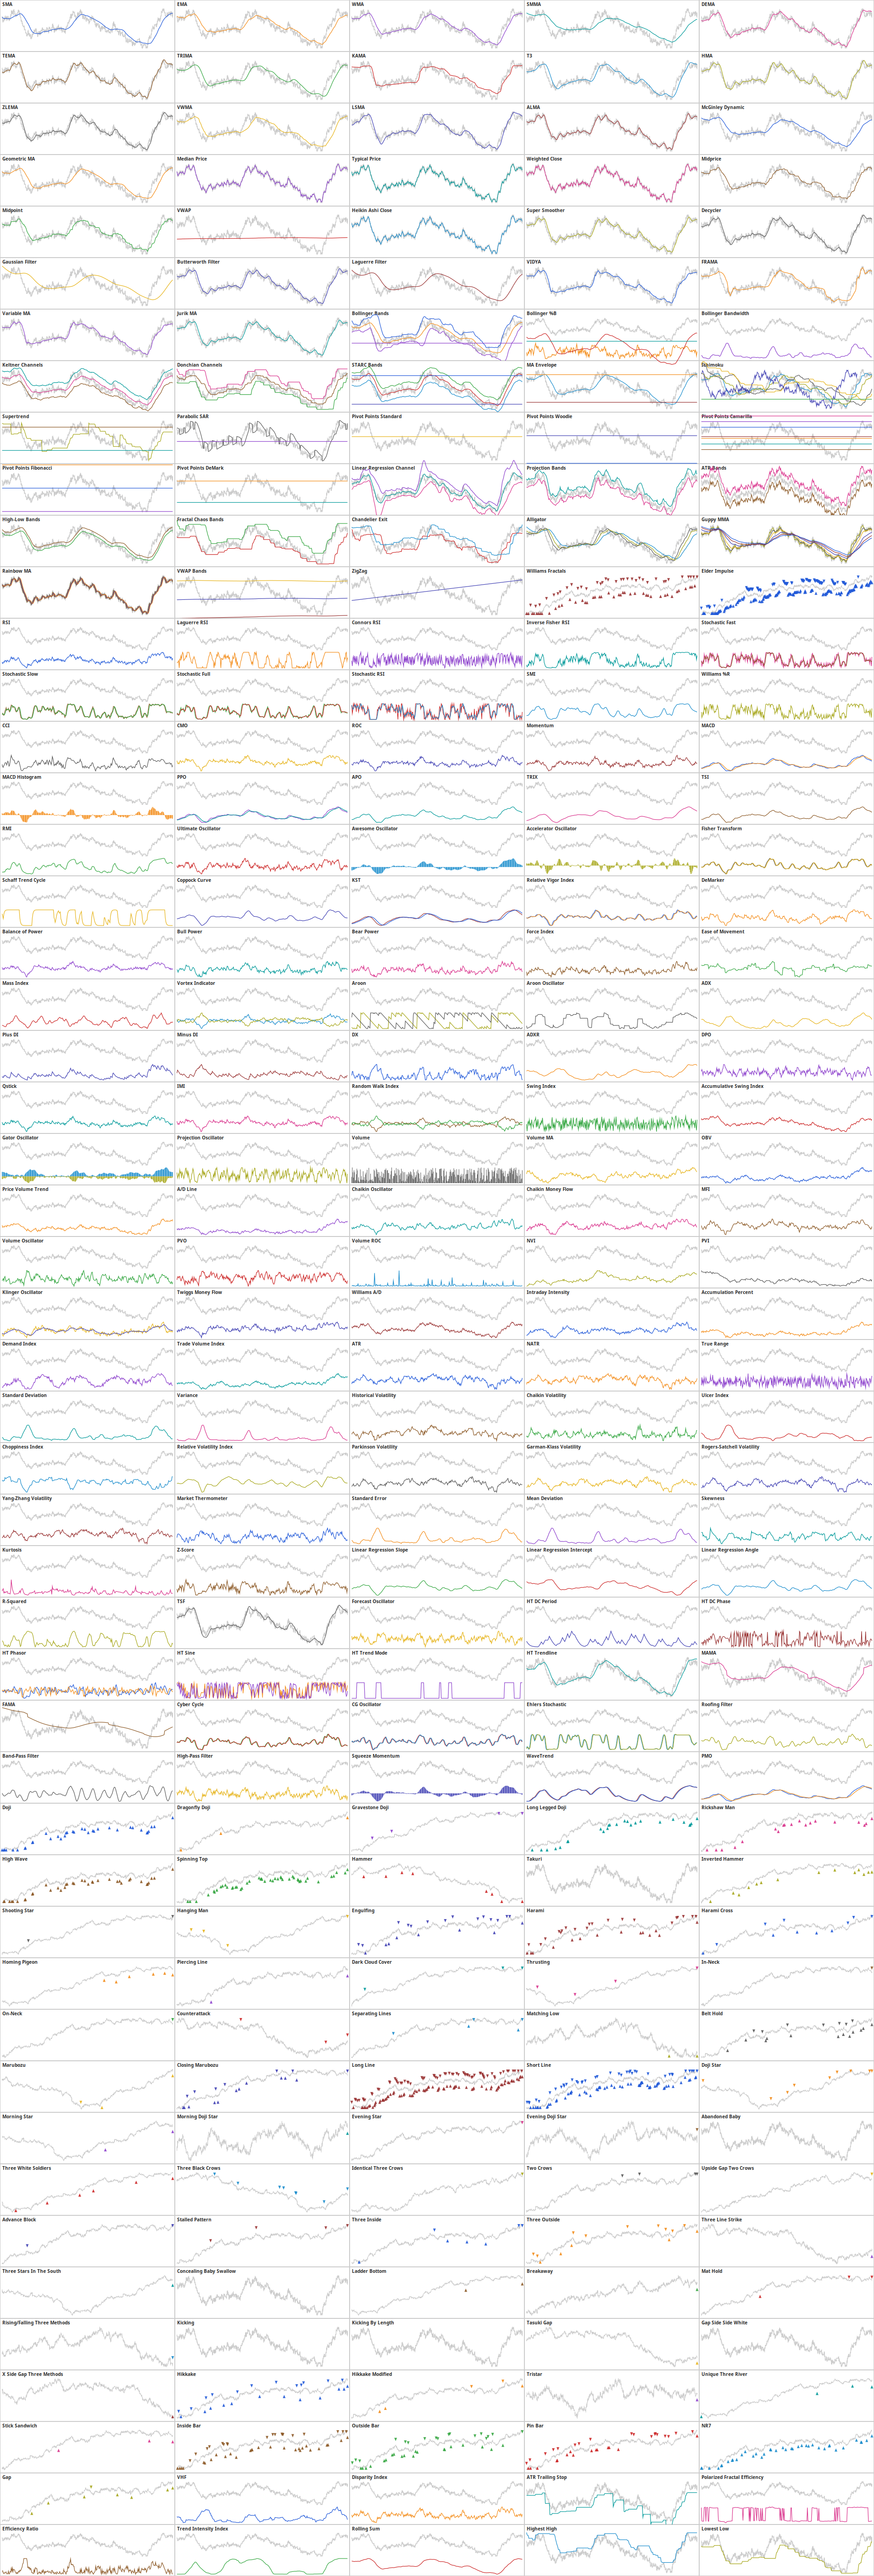 SMA
EMA
WMA
SMMA
DEMA
TEMA
TRIMA
KAMA
T3
HMA
ZLEMA
VWMA
LSMA
ALMA
McGinley Dynamic
Geometric MA
Median Price
Typical Price
Weighted Close
Midprice
Midpoint
VWAP
Heikin Ashi Close
Super Smoother
Decycler
Gaussian Filter
Butterworth Filter
Laguerre Filter
VIDYA
FRAMA
Variable MA
Jurik MA
Bollinger Bands
Bollinger %B
Bollinger Bandwidth
Keltner Channels
Donchian Channels
STARC Bands
MA Envelope
Ichimoku
Supertrend
Parabolic SAR
Pivot Points Standard
Pivot Points Woodie
Pivot Points Camarilla
Pivot Points Fibonacci
Pivot Points DeMark
Linear Regression Channel
Projection Bands
ATR Bands
High-Low Bands
Fractal Chaos Bands
Chandelier Exit
Alligator
Guppy MMA
Rainbow MA
VWAP Bands
ZigZag
Williams Fractals
Elder Impulse
RSI
Laguerre RSI
Connors RSI
Inverse Fisher RSI
Stochastic Fast
Stochastic Slow
Stochastic Full
Stochastic RSI
SMI
Williams %R
CCI
CMO
ROC
Momentum
MACD
MACD Histogram
PPO
APO
TRIX
TSI
RMI
Ultimate Oscillator
Awesome Oscillator
Accelerator Oscillator
Fisher Transform
Schaff Trend Cycle
Coppock Curve
KST
Relative Vigor Index
DeMarker
Balance of Power
Bull Power
Bear Power
Force Index
Ease of Movement
Mass Index
Vortex Indicator
Aroon
Aroon Oscillator
ADX
Plus DI
Minus DI
DX
ADXR
DPO
Qstick
IMI
Random Walk Index
Swing Index
Accumulative Swing Index
Gator Oscillator
Projection Oscillator
Volume
Volume MA
OBV
Price Volume Trend
A/D Line
Chaikin Oscillator
Chaikin Money Flow
MFI
Volume Oscillator
PVO
Volume ROC
NVI
PVI
Klinger Oscillator
Twiggs Money Flow
Williams A/D
Intraday Intensity
Accumulation Percent
Demand Index
Trade Volume Index
ATR
NATR
True Range
Standard Deviation
Variance
Historical Volatility
Chaikin Volatility
Ulcer Index
Choppiness Index
Relative Volatility Index
Parkinson Volatility
Garman-Klass Volatility
Rogers-Satchell Volatility
Yang-Zhang Volatility
Market Thermometer
Standard Error
Mean Deviation
Skewness
Kurtosis
Z-Score
Linear Regression Slope
Linear Regression Intercept
Linear Regression Angle
R-Squared
TSF
Forecast Oscillator
HT DC Period
HT DC Phase
HT Phasor
HT Sine
HT Trend Mode
HT Trendline
MAMA
FAMA
Cyber Cycle
CG Oscillator
Ehlers Stochastic
Roofing Filter
Band-Pass Filter
High-Pass Filter
Squeeze Momentum
WaveTrend
PMO
Doji
Dragonfly Doji
Gravestone Doji
Long Legged Doji
Rickshaw Man
High Wave
Spinning Top
Hammer
Takuri
Inverted Hammer
Shooting Star
Hanging Man
Engulfing
Harami
Harami Cross
Homing Pigeon
Piercing Line
Dark Cloud Cover
Thrusting
In-Neck
On-Neck
Counterattack
Separating Lines
Matching Low
Belt Hold
Marubozu
Closing Marubozu
Long Line
Short Line
Doji Star
Morning Star
Morning Doji Star
Evening Star
Evening Doji Star
Abandoned Baby
Three White Soldiers
Three Black Crows
Identical Three Crows
Two Crows
Upside Gap Two Crows
Advance Block
Stalled Pattern
Three Inside
Three Outside
Three Line Strike
Three Stars In The South
Concealing Baby Swallow
Ladder Bottom
Breakaway
Mat Hold
Rising/Falling Three Methods
Kicking
Kicking By Length
Tasuki Gap
Gap Side Side White
X Side Gap Three Methods
Hikkake
Hikkake Modified
Tristar
Unique Three River
Stick Sandwich
Inside Bar
Outside Bar
Pin Bar
NR7
Gap
VHF
Disparity Index
ATR Trailing Stop
Polarized Fractal Efficiency
Efficiency Ratio
Trend Intensity Index
Rolling Sum
Highest High
Lowest Low